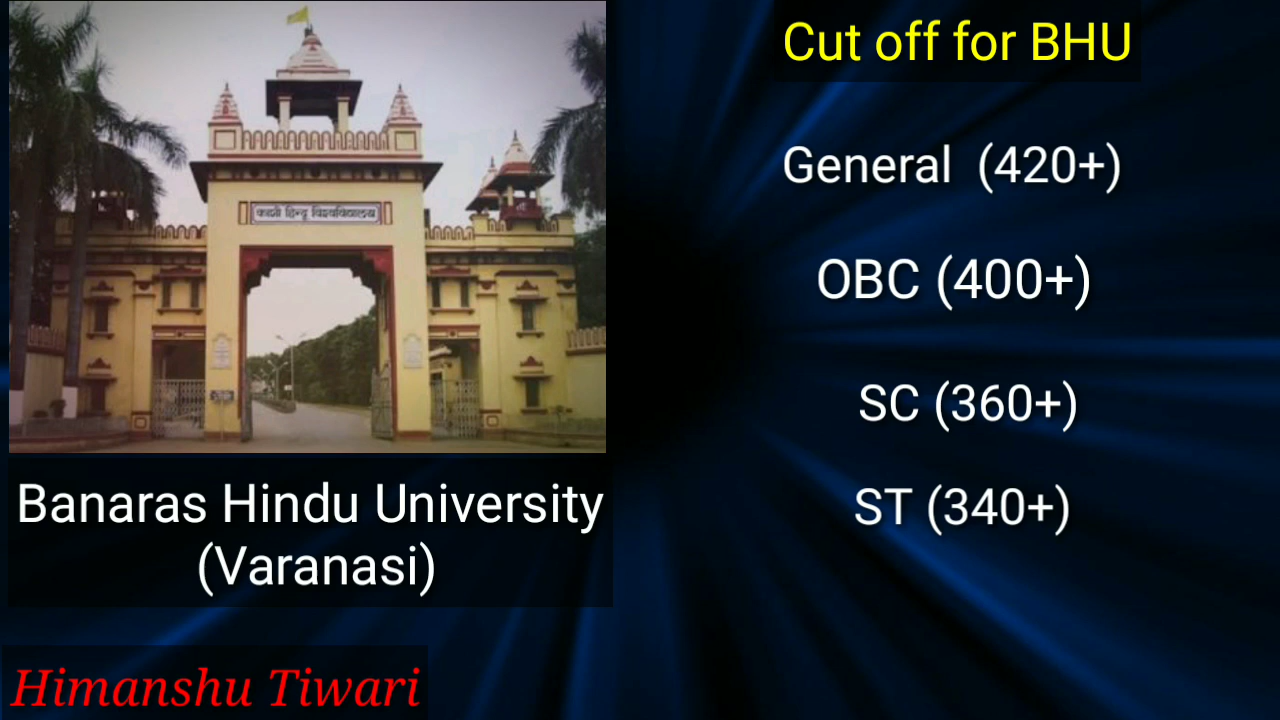 काशी हिन्दू विश्वविद्यालय
Banaras Hindu University
(Varanasi)
Himanshu Tiwari
Cut off for BHU
General (420+)
OBC (400+)
SC (360+)
ST (340+)